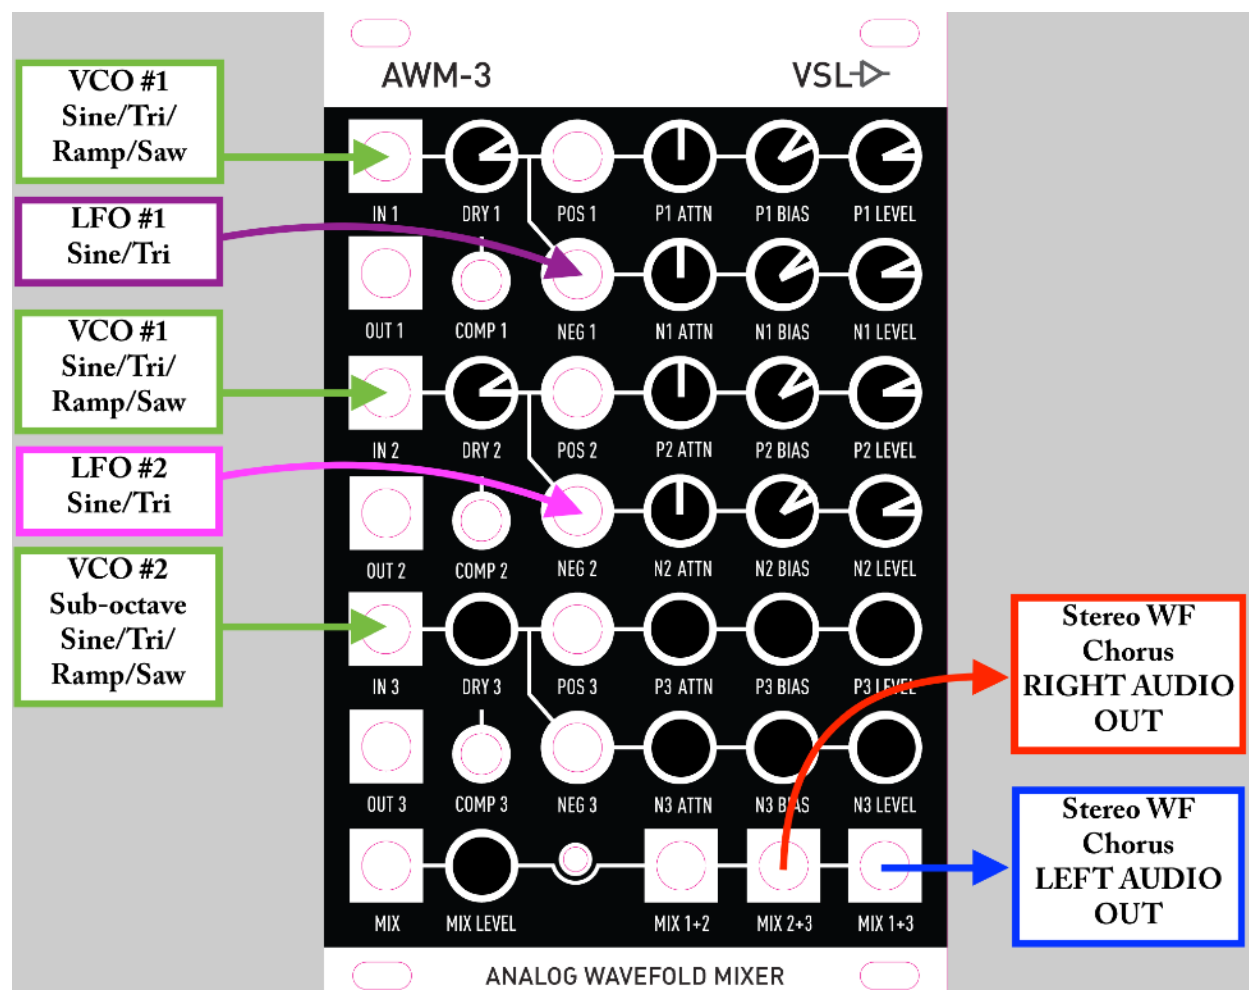 AWM-3 VSL
VCO #1
Sine/Tri/
Ramp/Saw
LFO #1
Sine/Tri
VCO #1
Sine/Tri/
Ramp/Saw
LFO #2
Sine/Tri
VCO #2
Sub-octave
Sine/Tri/
Ramp/Saw
IN 1 DRY 1 POS 1 P1 ATTN P1 BIAS P1 LEVEL
OUT 1 COMP 1 NEG 1 N1 ATTN N1 BIAS N1 LEVEL
IN 2 DRY 2 POS 2 P2 ATTN P2 BIAS P2 LEVEL
OUT 2 COMP 2 NEG 2 N2 ATTN N2 BIAS N2 LEVEL
IN 3 DRY 3 POS 3 P3 ATTN P3 BIAS P3 LEVEL
OUT 3 COMP 3 NEG 3 N3 ATTN N3 BIAS N3 LEVEL
MIX MIX LEVEL MIX 1+2 MIX 2+3 MIX 1+3
Stereo WF
Chorus
RIGHT AUDIO
OUT
Stereo WF
Chorus
LEFT AUDIO
OUT
ANALOG WAVEFOLD MIXER